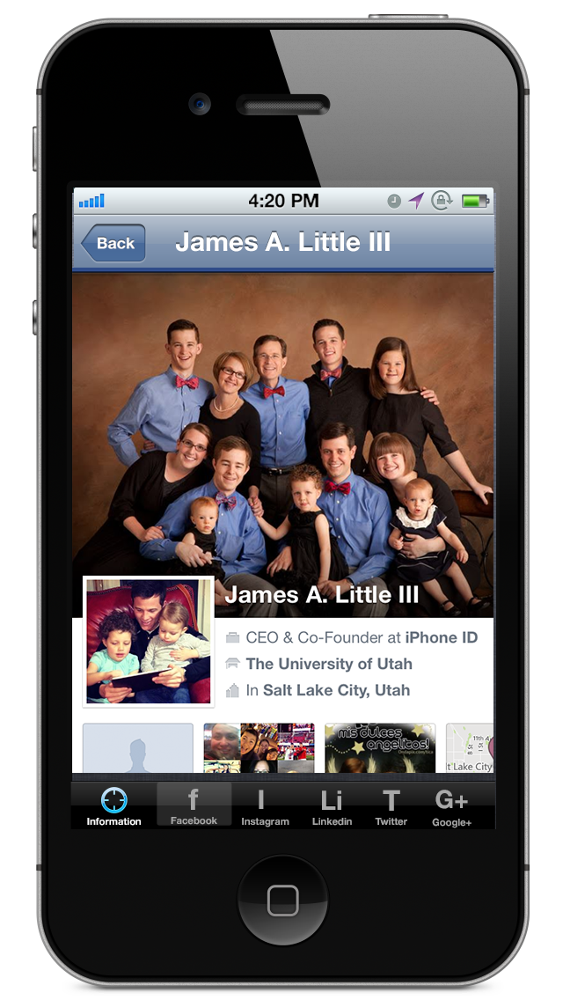 4:20 PM
Back
James A. Little III
James A. Little III
CEO & Co-Founder at iPhone ID
The University of Utah
In Salt Lake City, Utah
mis dulces
angelitos!
11th A
B St
lt Lake City
f
I
Li
T
G+
Information
Facebook
Instagram
Linkedin
Twitter
Google+